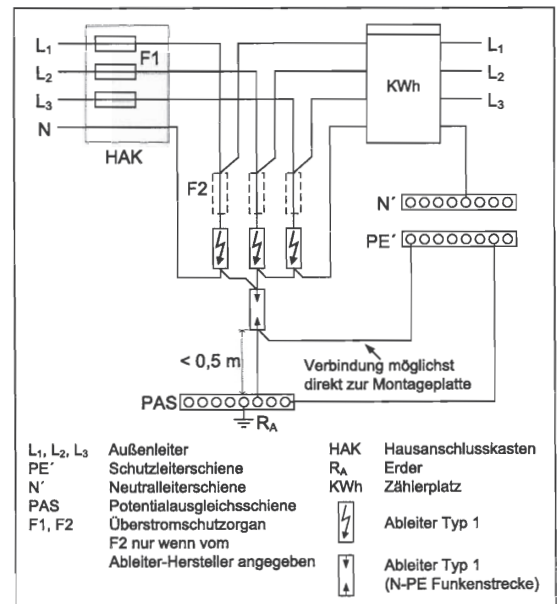 L₁
F1
L₂
L₃
N
HAK
KWh
L₁
L₂
L₃
F2
N´
PE´
< 0,5 m
Verbindung möglichst
direkt zur Montageplatte
PAS
R_A
L₁, L₂, L₃ Außenleiter
PE´ Schutzleiterschiene
N´ Neutralleiterschiene
PAS Potentialausgleichsschiene
F1, F2 Überstromschutzorgan
F2 nur wenn vom
Ableiter-Hersteller angegeben
HAK Hausanschlusskasten
R_A Erder
KWh Zählerplatz
Ableiter Typ 1
Ableiter Typ 1
(N-PE Funkenstrecke)